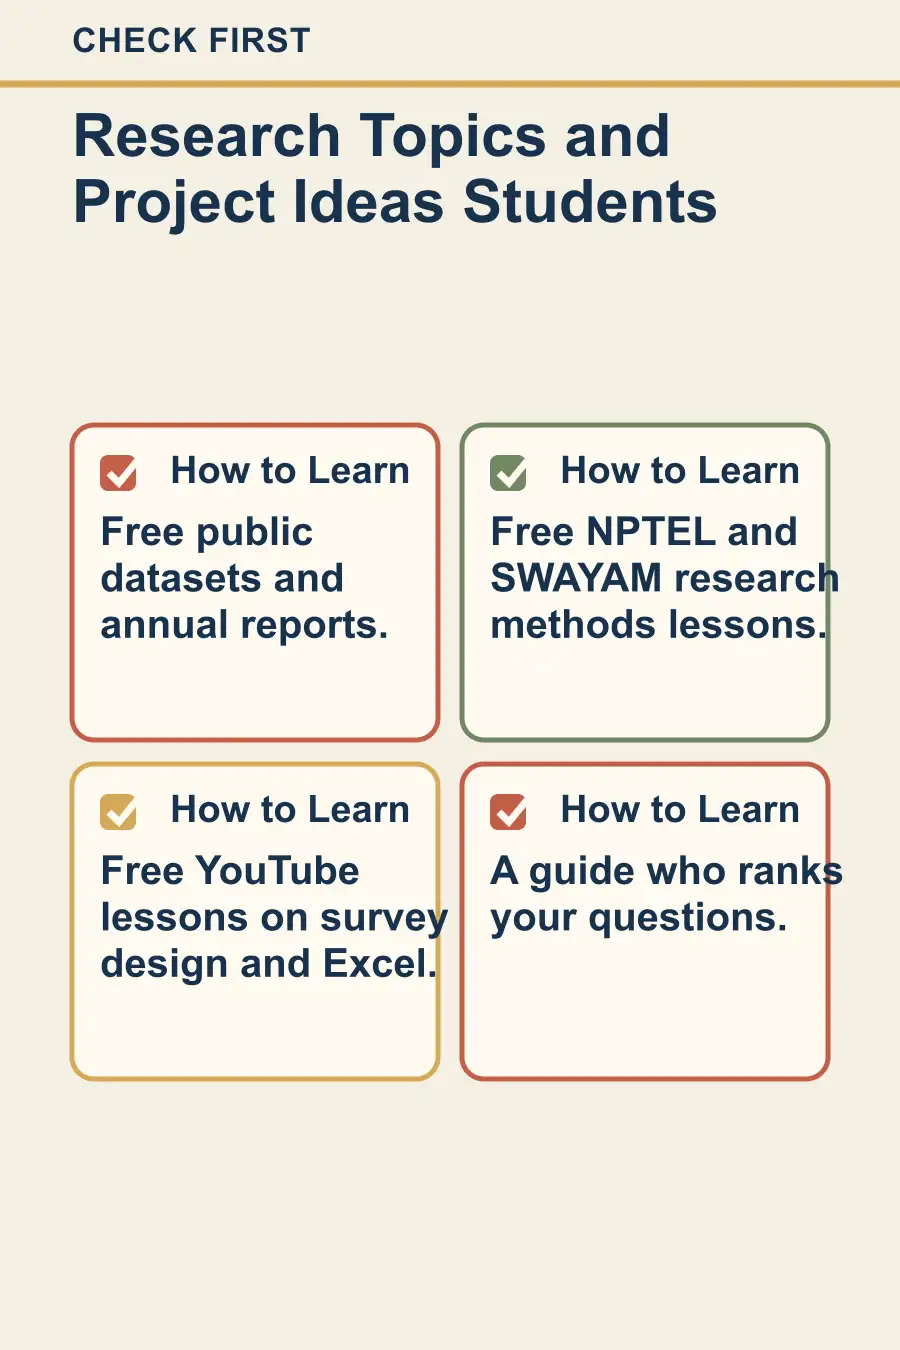 CHECK FIRST
Research Topics and
Project Ideas Students
How to Learn
Free public
datasets and
annual reports.
How to Learn
Free NPTEL and
SWAYAM research
methods lessons.
How to Learn
Free YouTube
lessons on survey
design and Excel.
How to Learn
A guide who ranks
your questions.